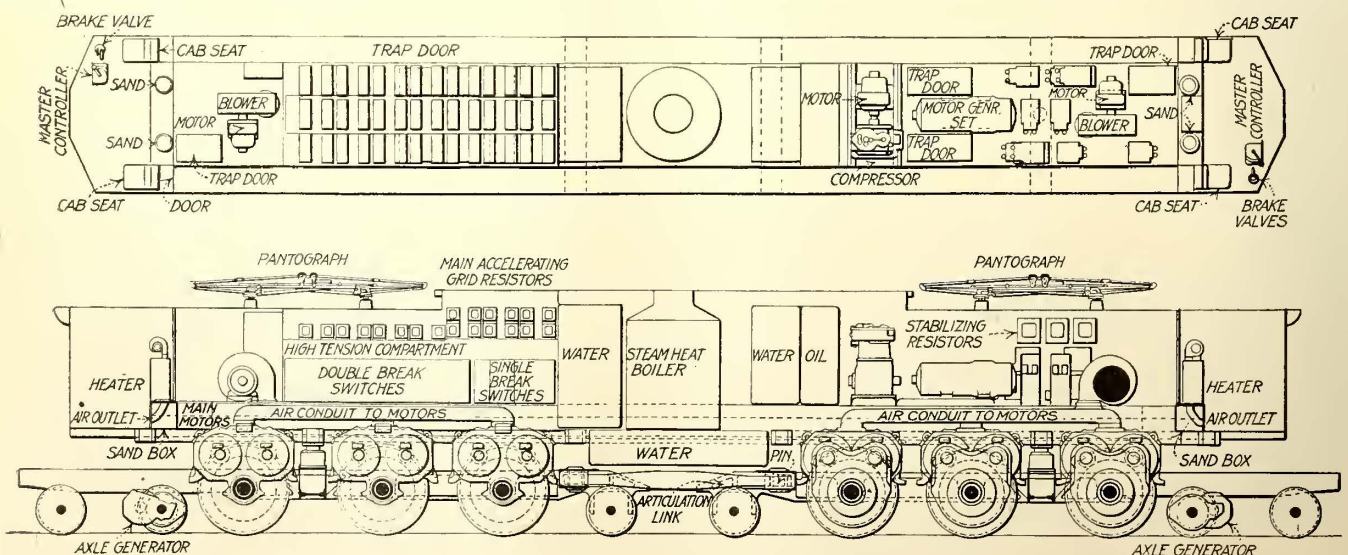 BRAKE VALVE
CAB SEAT
TRAP DOOR
CAB SEAT
TRAP DOOR
SAND
MASTER
CONTROLLER
BLOWER
MOTOR
SAND
TRAP DOOR
CAB SEAT
DOOR
MOTOR
TRAP
DOOR
MOTOR GENR.
SET
TRAP
DOOR
COMPRESSOR
MOTOR
BLOWER
SAND
MASTER
CONTROLLER
CAB SEAT
BRAKE
VALVES
PANTOGRAPH
MAIN ACCELERATING
GRID RESISTORS
PANTOGRAPH
HIGH TENSION COMPARTMENT
DOUBLE BREAK
SWITCHES
SINGLE
BREAK
SWITCHES
WATER
STEAM HEAT
BOILER
WATER
OIL
STABILIZING
RESISTORS
HEATER
HEATER
AIR OUTLET
MAIN
MOTORS
AIR CONDUIT TO MOTORS
AIR CONDUIT TO MOTORS
AIR OUTLET
SAND BOX
WATER
PIN
SAND BOX
ARTICULATION
LINK
AXLE GENERATOR
AXLE GENERATOR